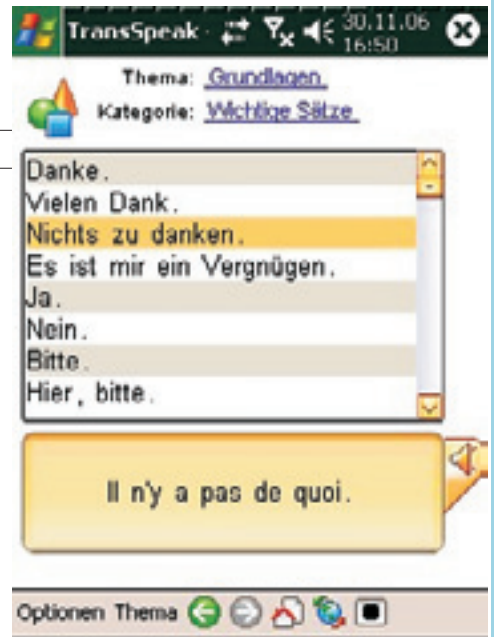 TransSpeak 30.11.06
16:50
Thema: Grundlagen
Kategorie: Wichtige Sätze
Danke.
Vielen Dank.
Nichts zu danken.
Es ist mir ein Vergnügen.
Ja.
Nein.
Bitte.
Hier, bitte.
Il n'y a pas de quoi.
Optionen Thema